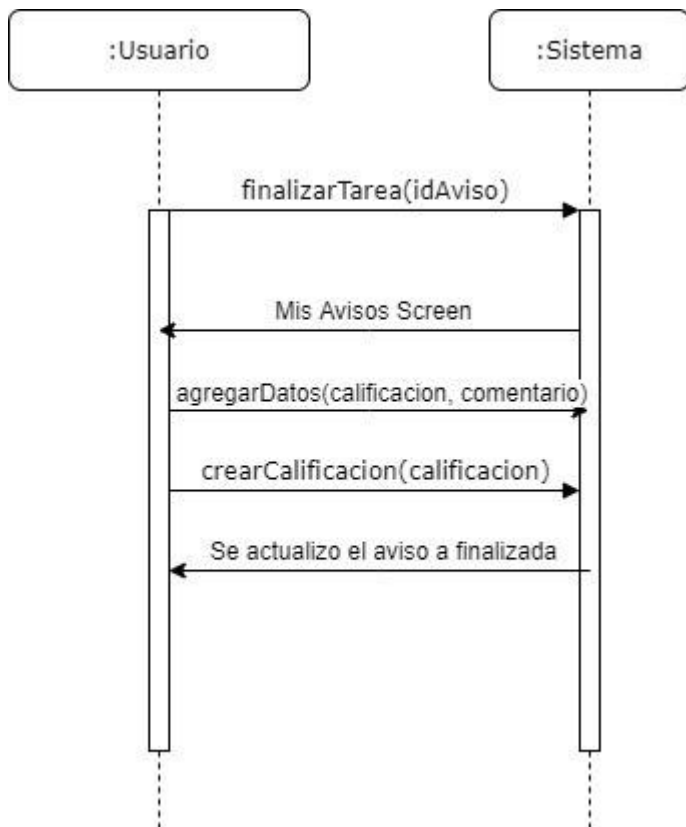 :Usuario
:Sistema
finalizarTarea(idAviso)
Mis Avisos Screen
agregarDatos(calificacion, comentario)
crearCalificacion(calificacion)
Se actualizo el aviso a finalizada